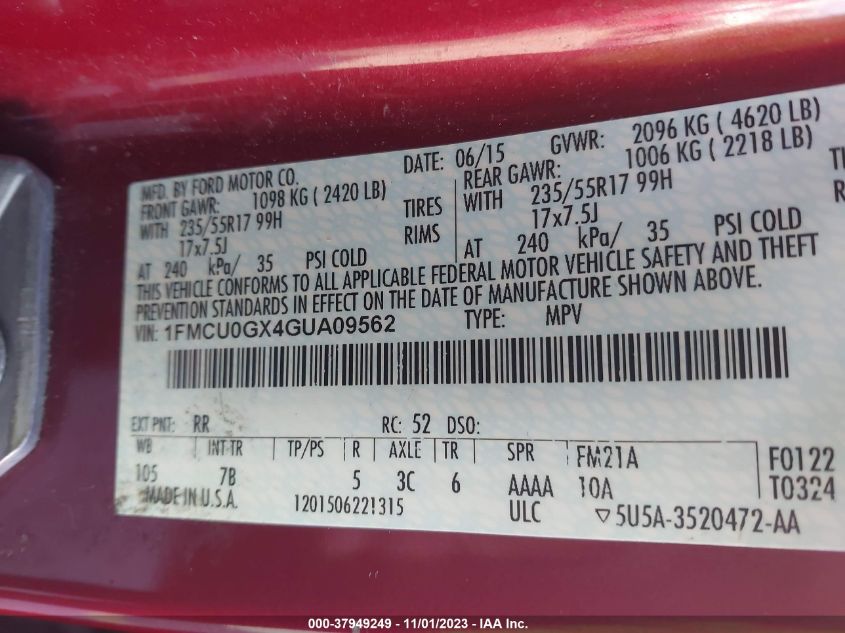 MFD. BY FORD MOTOR CO. DATE: 06/15 GVWR: 2096 KG ( 4620 LB)
FRONT GAWR: 1098 KG ( 2420 LB) REAR GAWR: 1006 KG ( 2218 LB)
WITH 235/55R17 99H TIRES WITH 235/55R17 99H
17x7.5J RIMS 17x7.5J
AT 240 kPa/ 35 PSI COLD AT 240 kPa/ 35 PSI COLD
THIS VEHICLE CONFORMS TO ALL APPLICABLE FEDERAL MOTOR VEHICLE SAFETY AND THEFT
PREVENTION STANDARDS IN EFFECT ON THE DATE OF MANUFACTURE SHOWN ABOVE.
VIN: 1FMCU0GX4GUA09562 TYPE: MPV
EXT PNT: RR RC: 52 DSO:
WB INT TR TP/PS R AXLE TR SPR FM21A F0122
105 7B 5 3C 6 AAAA 10A T0324
MADE IN U.S.A. 1201506221315 ULC 5U5A-3520472-AA
000-37949249 - 11/01/2023 - IAA Inc.